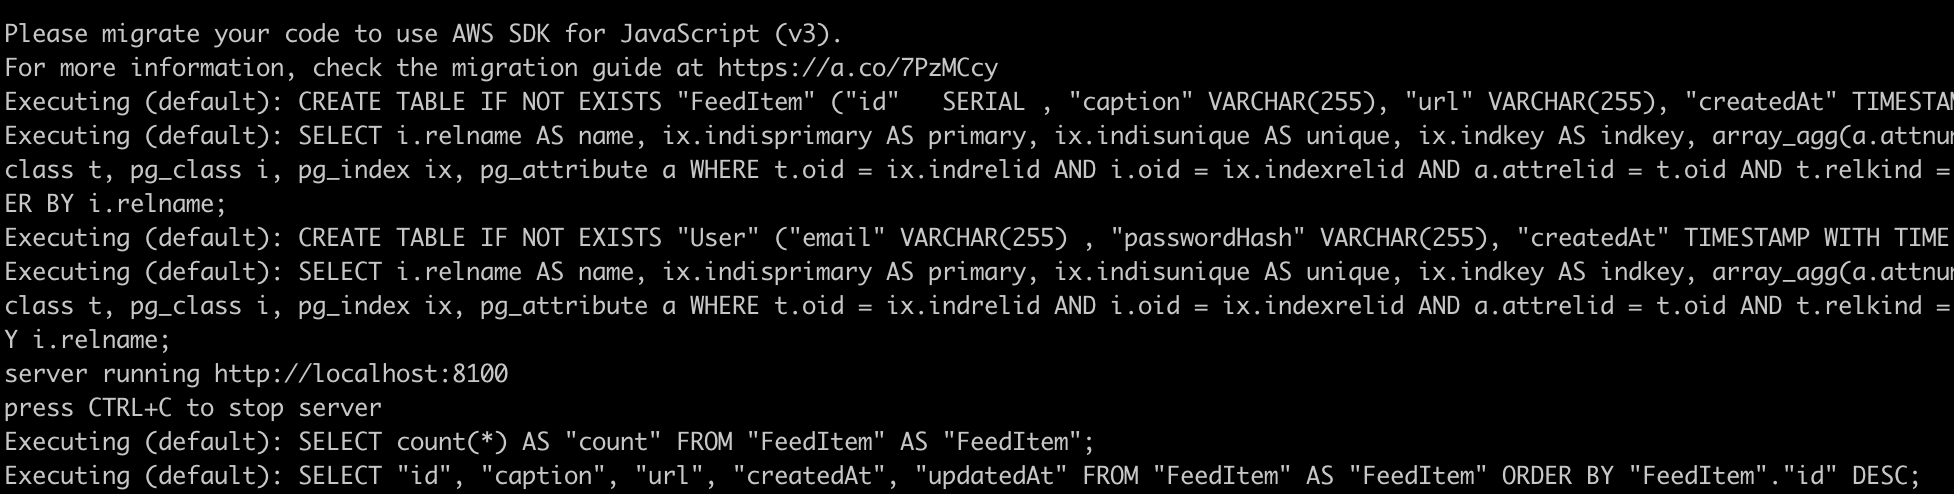 Please migrate your code to use AWS SDK for JavaScript (v3).
For more information, check the migration guide at https://a.co/7PzMCcy
Executing (default): CREATE TABLE IF NOT EXISTS "FeedItem" ("id"   SERIAL , "caption" VARCHAR(255), "url" VARCHAR(255), "createdAt" TIMESTAM
Executing (default): SELECT i.relname AS name, ix.indisprimary AS primary, ix.indisunique AS unique, ix.indkey AS indkey, array_agg(a.attnum
class t, pg_class i, pg_index ix, pg_attribute a WHERE t.oid = ix.indrelid AND i.oid = ix.indexrelid AND a.attrelid = t.oid AND t.relkind =
ER BY i.relname;
Executing (default): CREATE TABLE IF NOT EXISTS "User" ("email" VARCHAR(255) , "passwordHash" VARCHAR(255), "createdAt" TIMESTAMP WITH TIME
Executing (default): SELECT i.relname AS name, ix.indisprimary AS primary, ix.indisunique AS unique, ix.indkey AS indkey, array_agg(a.attnum
class t, pg_class i, pg_index ix, pg_attribute a WHERE t.oid = ix.indrelid AND i.oid = ix.indexrelid AND a.attrelid = t.oid AND t.relkind =
Y i.relname;
server running http://localhost:8100
press CTRL+C to stop server
Executing (default): SELECT count(*) AS "count" FROM "FeedItem" AS "FeedItem";
Executing (default): SELECT "id", "caption", "url", "createdAt", "updatedAt" FROM "FeedItem" AS "FeedItem" ORDER BY "FeedItem"."id" DESC;